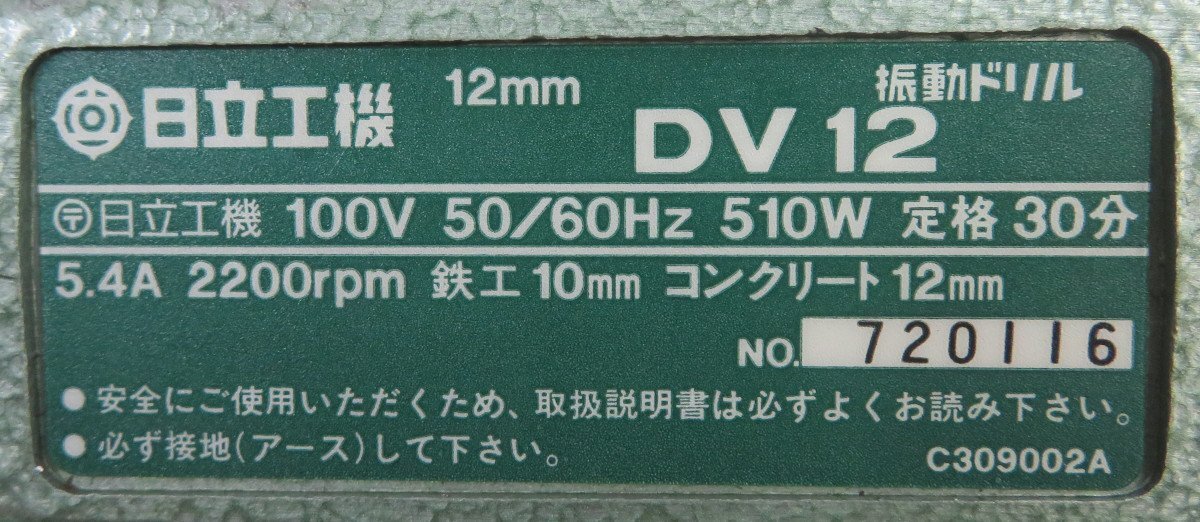 日立工機 12mm 振動ドリル
DV 12
〶日立工機 100V 50/60Hz 510W 定格 30分
5.4A 2200rpm 鉄工 10mm コンクリート 12mm
NO. 720116
● 安全にご使用いただくため、取扱説明書は必ずよくお読み下さい。
● 必ず接地(アース)して下さい。 C309002A